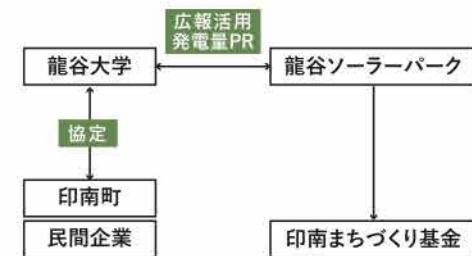 広報活用
発電量PR
龍谷大学
龍谷ソーラーパーク
協定
印南町
民間企業
印南まちづくり基金